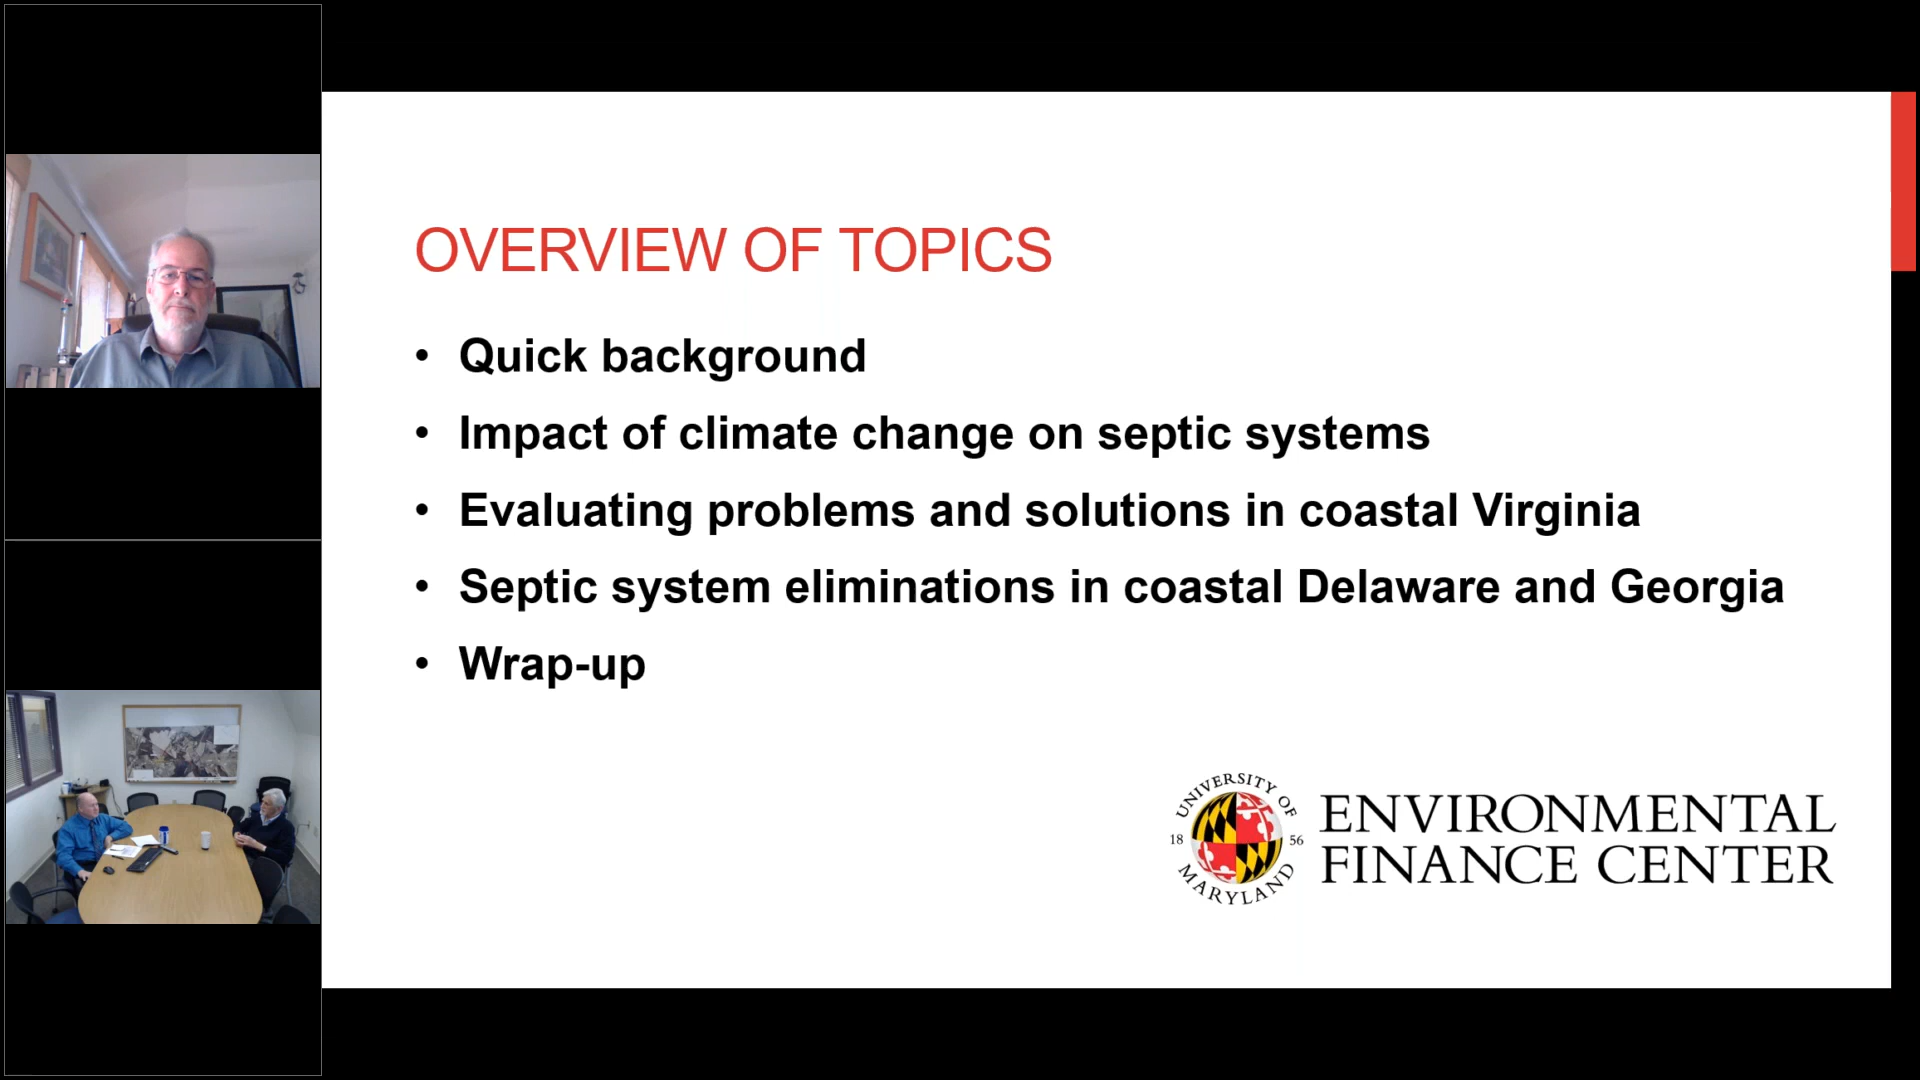 OVERVIEW OF TOPICS
• Quick background
• Impact of climate change on septic systems
• Evaluating problems and solutions in coastal Virginia
• Septic system eliminations in coastal Delaware and Georgia
• Wrap-up
UNIVERSITY OF
18 56
MARYLAND
ENVIRONMENTAL
FINANCE CENTER